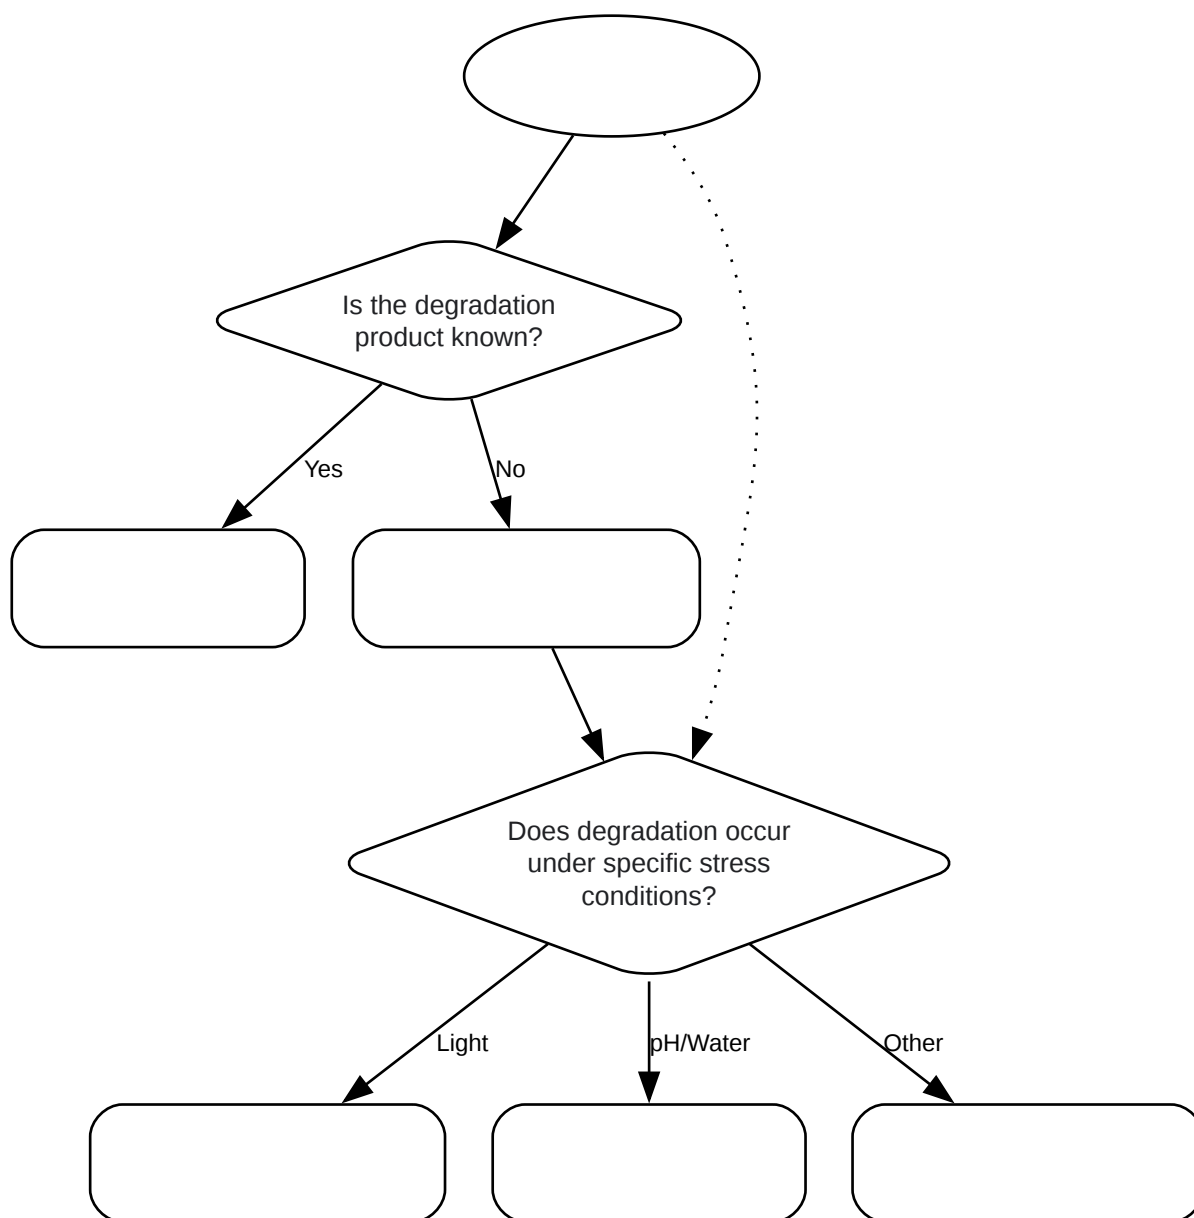 Is the degradation
product known?
Yes
No
Does degradation occur
under specific stress
conditions?
Light
pH/Water
Other